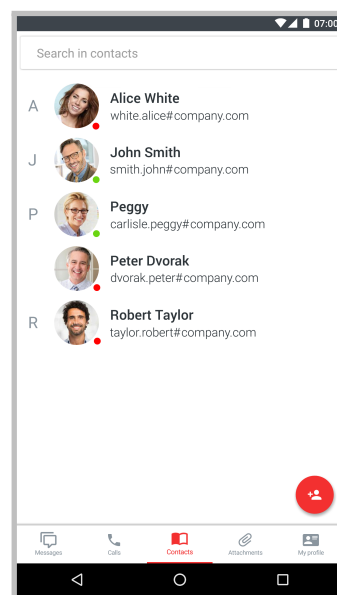 07:00
Search in contacts
A
Alice White
white.alice#company.com
J
John Smith
smith.john#company.com
P
Peggy
carlisle.peggy#company.com
Peter Dvorak
dvorak.peter#company.com
R
Robert Taylor
taylor.robert#company.com
Messages Calls Contacts Attachments My profile